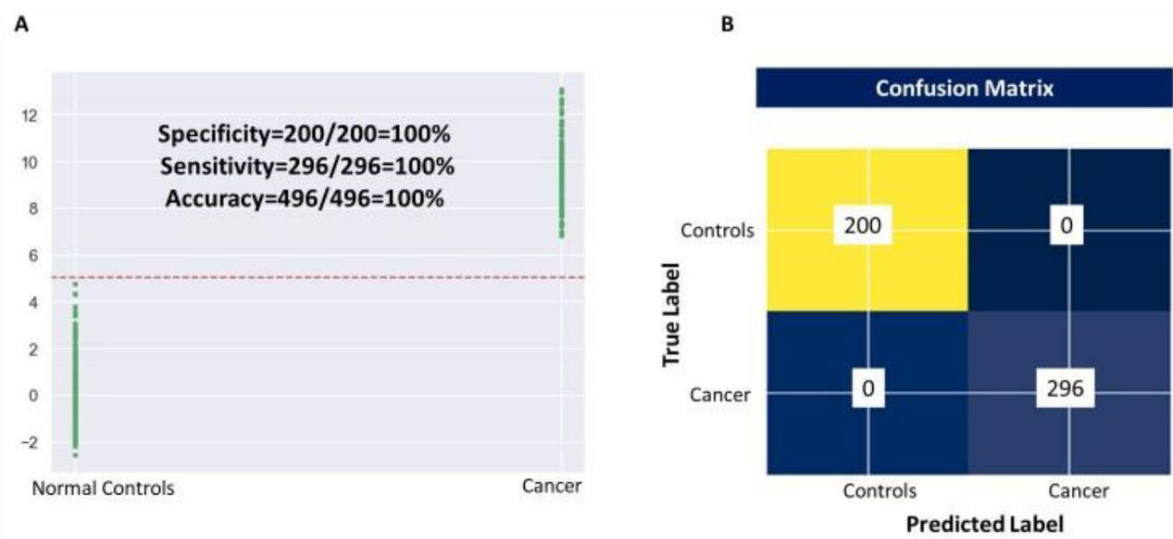 A
B
Confusion Matrix
Specificity=200/200=100%
Sensitivity=296/296=100%
Accuracy=496/496=100%
12
10
8
6
4
2
0
−2
Normal Controls
Cancer
True Label
Controls
200
0
Cancer
0
296
Controls
Cancer
Predicted Label